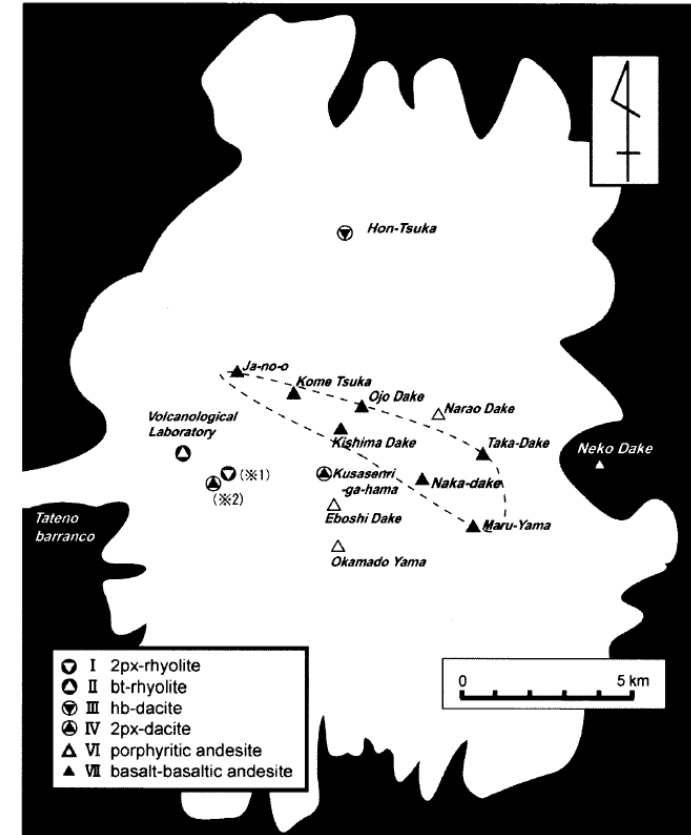 Hon-Tsuka
Ja-no-o
Kome Tsuka
Ojo Dake
Narao Dake
Volcanological
Laboratory
Kishima Dake
Taka-Dake
Neko Dake
(※1)
Kusasenri
-ga-hama
Naka-dake
(※2)
Eboshi Dake
Tateno
barranco
Maru-Yama
Okamado Yama
I 2px-rhyolite
II bt-rhyolite
III hb-dacite
IV 2px-dacite
VI porphyritic andesite
VII basalt-basaltic andesite
0 5 km